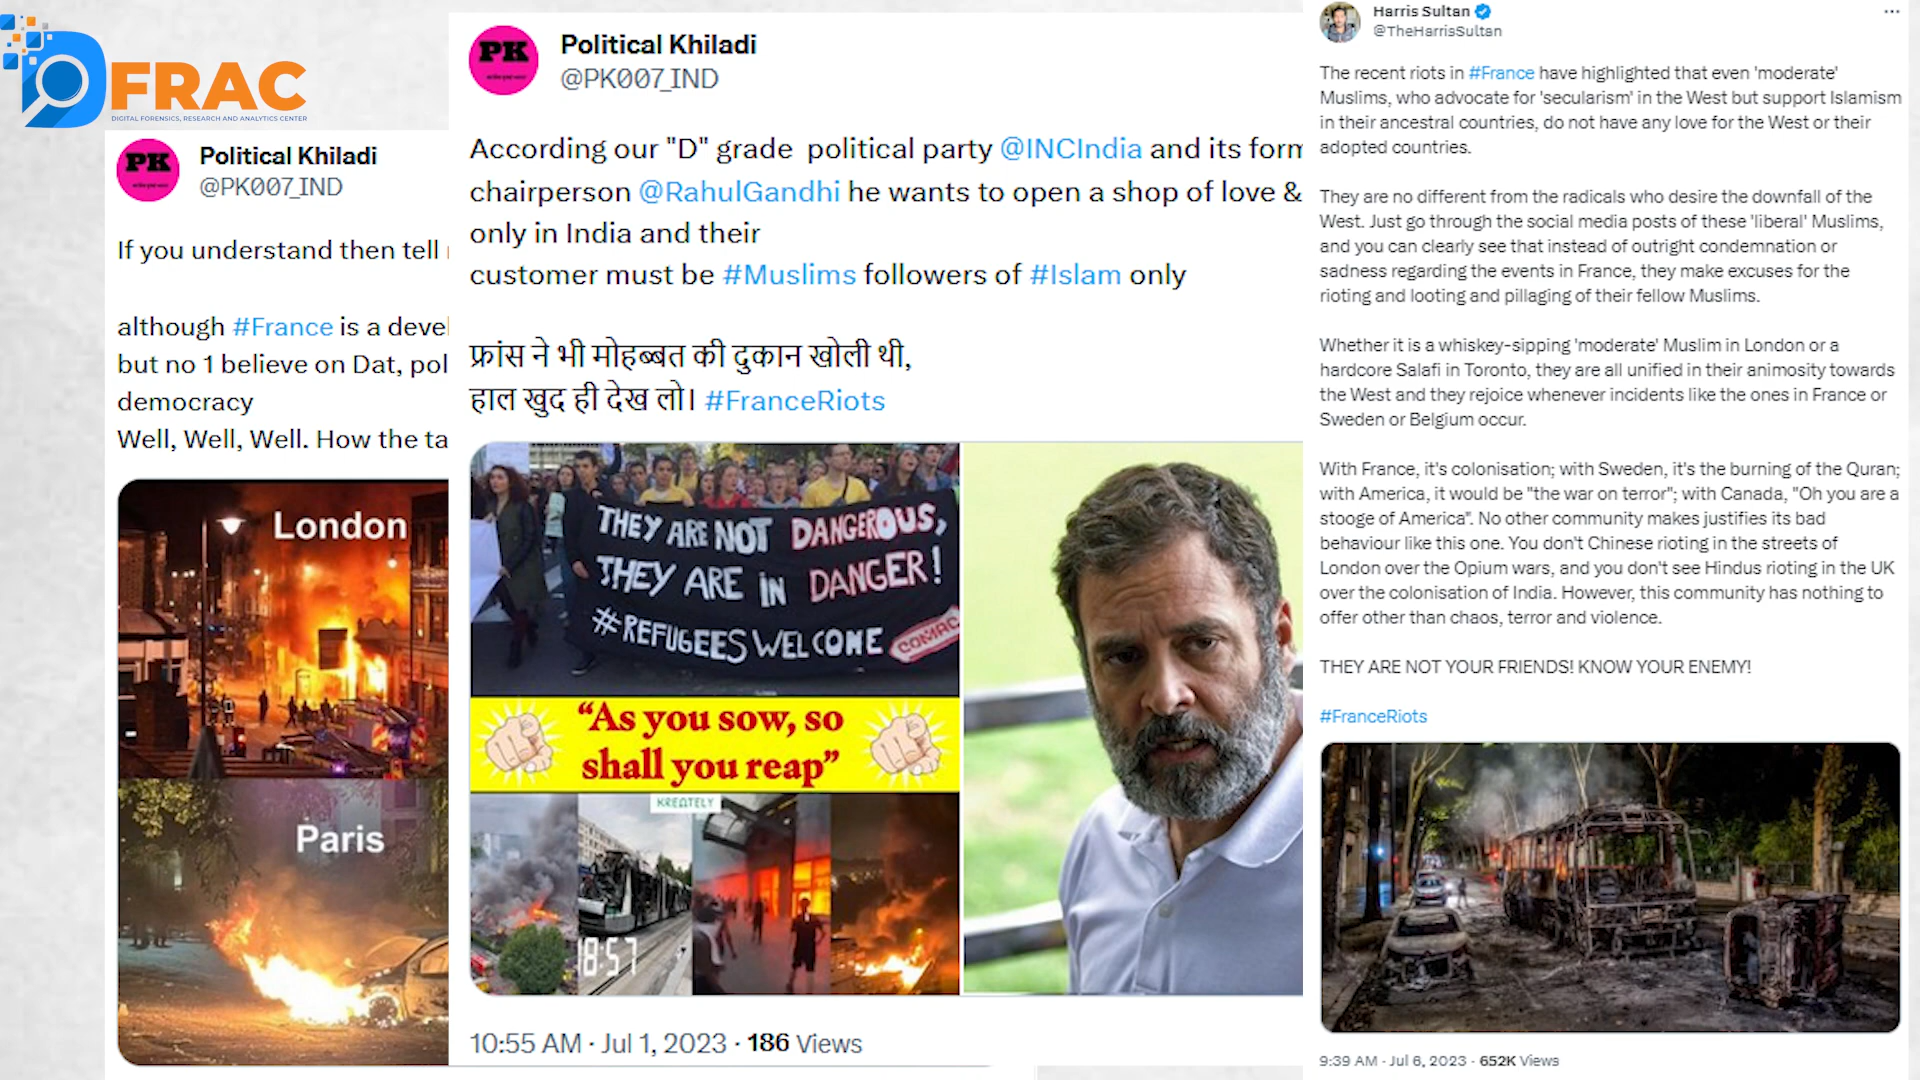 DFRAC
DIGITAL FORENSICS, RESEARCH AND ANALYTICS CENTER
PK
Political Khiladi
@PK007_IND
If you understand then tell
although #France is a devel
but no 1 believe on Dat, pol
democracy
Well, Well, Well. How the ta
London
Paris
PK
Political Khiladi
@PK007_IND
According our "D" grade political party @INCIndia and its form
chairperson @RahulGandhi he wants to open a shop of love &
only in India and their
customer must be #Muslims followers of #Islam only
फ्रांस ने भी मोहब्बत की दुकान खोली थी,
हाल खुद ही देख लो। #FranceRiots
THEY ARE NOT DANGEROUS,
THEY ARE IN DANGER!
#REFUGEES WELCOME COMAC
“As you sow, so
shall you reap”
KREATELY
18:57
10:55 AM · Jul 1, 2023 · 186 Views
Harris Sultan
@TheHarrisSultan
The recent riots in #France have highlighted that even 'moderate'
Muslims, who advocate for 'secularism' in the West but support Islamism
in their ancestral countries, do not have any love for the West or their
adopted countries.
They are no different from the radicals who desire the downfall of the
West. Just go through the social media posts of these 'liberal' Muslims,
and you can clearly see that instead of outright condemnation or
sadness regarding the events in France, they make excuses for the
rioting and looting and pillaging of their fellow Muslims.
Whether it is a whiskey-sipping 'moderate' Muslim in London or a
hardcore Salafi in Toronto, they are all unified in their animosity towards
the West and they rejoice whenever incidents like the ones in France or
Sweden or Belgium occur.
With France, it's colonisation; with Sweden, it's the burning of the Quran;
with America, it would be "the war on terror"; with Canada, "Oh you are a
stooge of America". No other community makes justifies its bad
behaviour like this one. You don't Chinese rioting in the streets of
London over the Opium wars, and you don't see Hindus rioting in the UK
over the colonisation of India. However, this community has nothing to
offer other than chaos, terror and violence.
THEY ARE NOT YOUR FRIENDS! KNOW YOUR ENEMY!
#FranceRiots
9:39 AM · Jul 6, 2023 · 652K Views